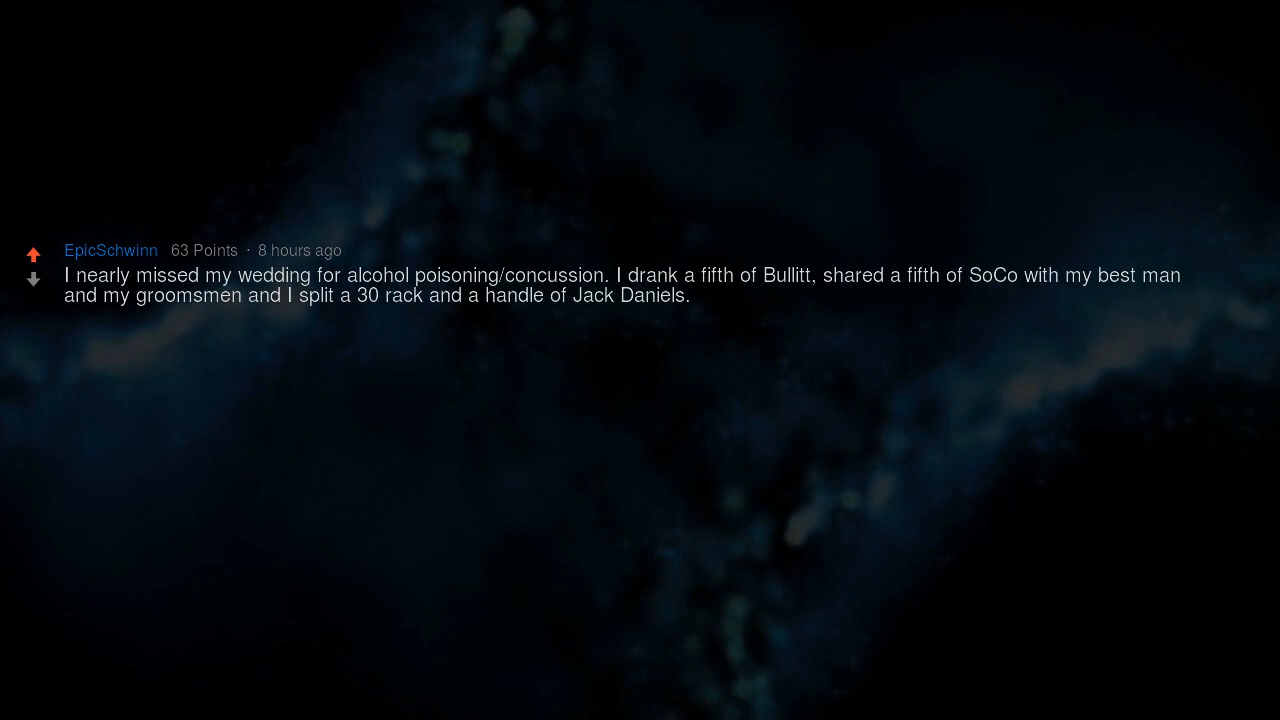 EpicSchwinn 63 Points · 8 hours ago
I nearly missed my wedding for alcohol poisoning/concussion. I drank a fifth of Bullitt, shared a fifth of SoCo with my best man
and my groomsmen and I split a 30 rack and a handle of Jack Daniels.